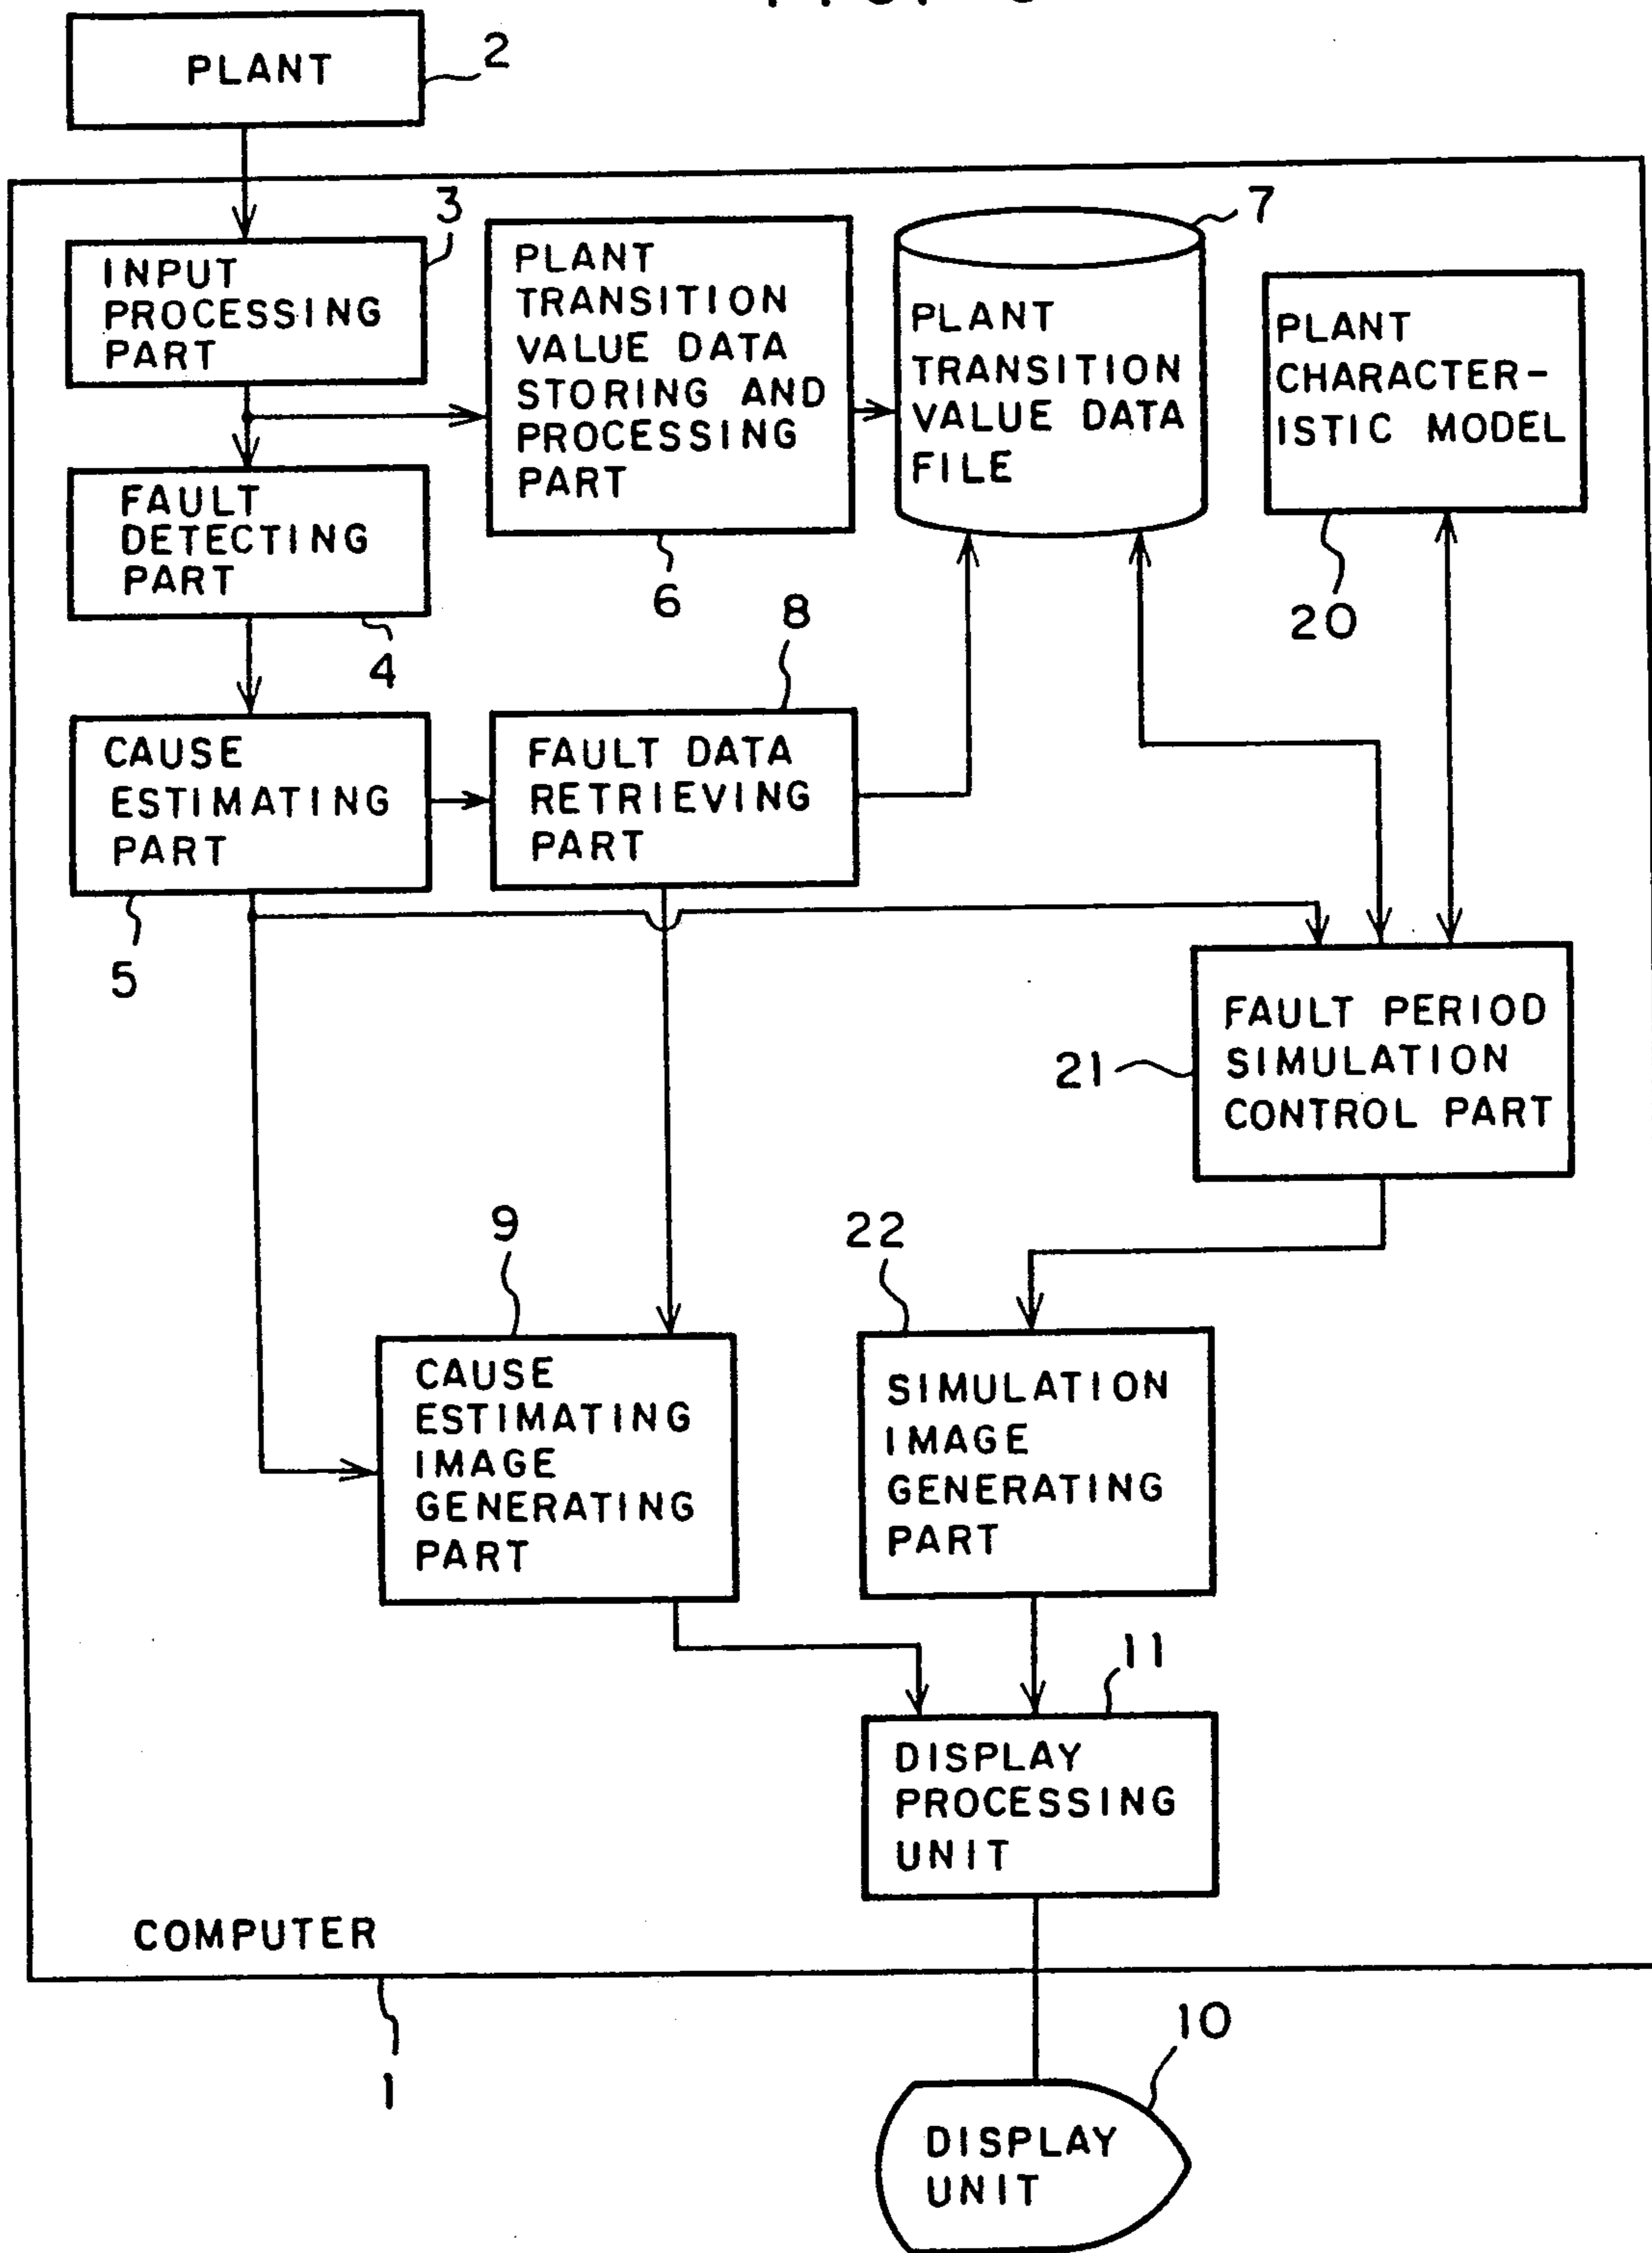 PLANT
2
3
7
INPUT
PROCESSING
PART
PLANT
TRANSITION
VALUE DATA
STORING AND
PROCESSING
PART
PLANT
TRANSITION
VALUE DATA
FILE
PLANT
CHARACTER-
ISTIC MODEL
FAULT
DETECTING
PART
6
8
20
4
CAUSE
ESTIMATING
PART
FAULT DATA
RETRIEVING
PART
5
FAULT PERIOD
SIMULATION
CONTROL PART
21
9
22
CAUSE
ESTIMATING
IMAGE
GENERATING
PART
SIMULATION
IMAGE
GENERATING
PART
11
DISPLAY
PROCESSING
UNIT
COMPUTER
1
10
DISPLAY
UNIT